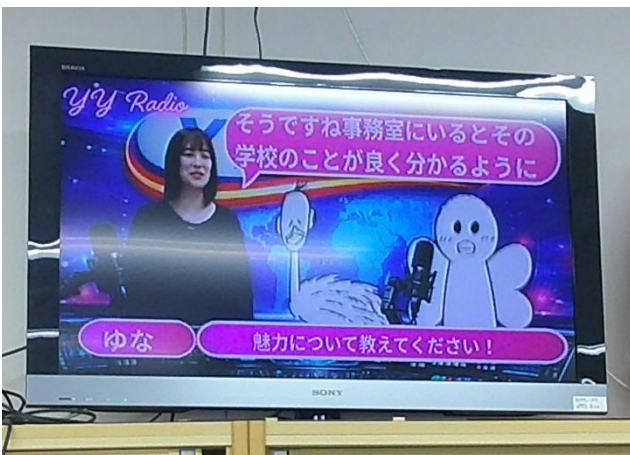 BRAVIA
YY Radio
そうですね事務室にいるとその
学校のことが良く分かるように
ゆな
魅力について教えてください！
SONY